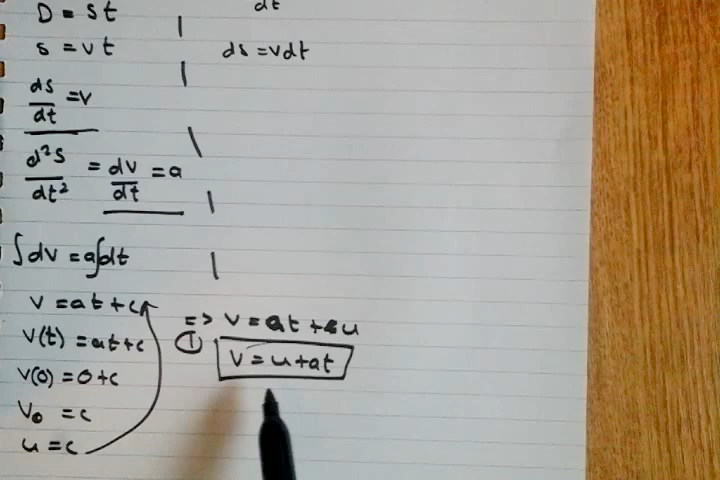 D = st
s = vt
ds/dt = v
d²s/dt² = dv/dt = a
∫dv = a∫dt
v = at + c
v(t) = at + c
v(0) = 0 + c
v₀ = c
u = c
dt
ds = vdt
=> v = at + u
① v = u + at